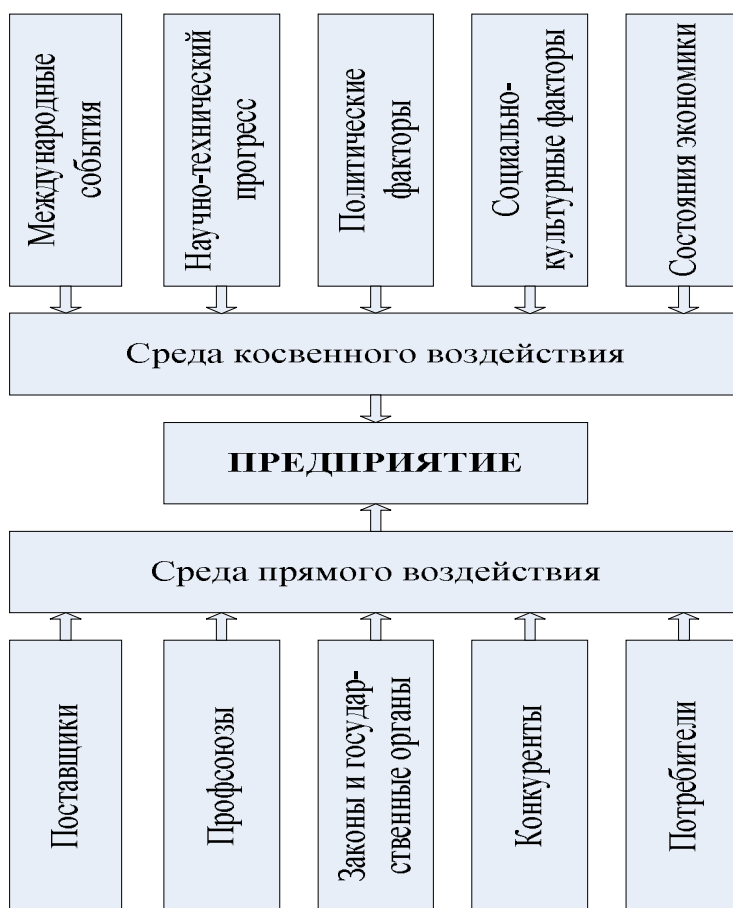 Международные
события
Научно-технический
прогресс
Политические
факторы
Социально-
культурные факторы
Состояния экономики
Среда косвенного воздействия
ПРЕДПРИЯТИЕ
Среда прямого воздействия
Поставщики
Профсоюзы
Законы и государ-
ственные органы
Конкуренты
Потребители